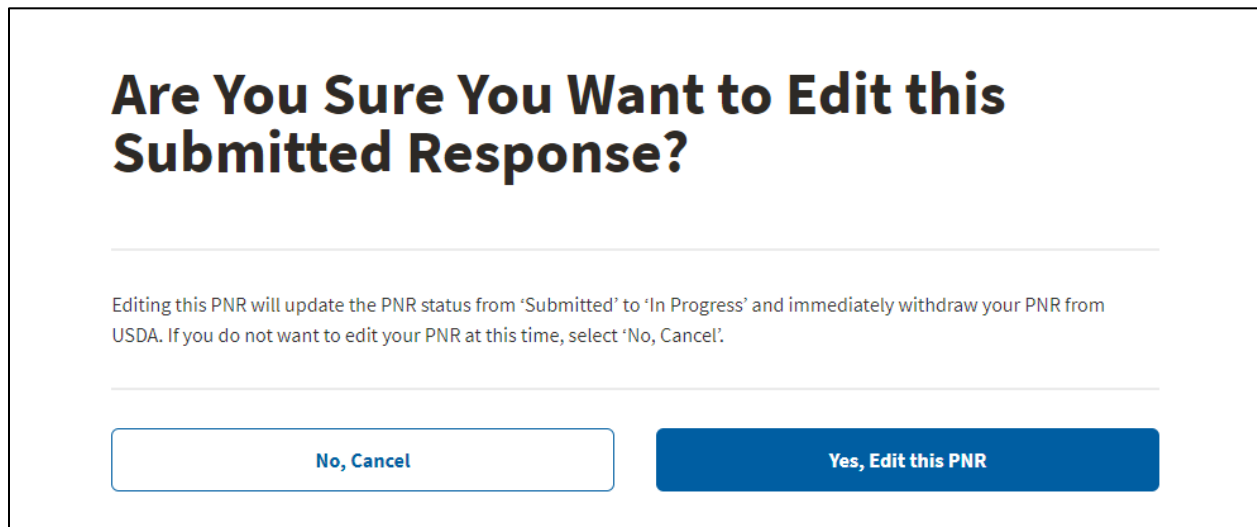 Are You Sure You Want to Edit this
Submitted Response?
Editing this PNR will update the PNR status from ‘Submitted’ to ‘In Progress’ and immediately withdraw your PNR from
USDA. If you do not want to edit your PNR at this time, select ‘No, Cancel’.
No, Cancel
Yes, Edit this PNR